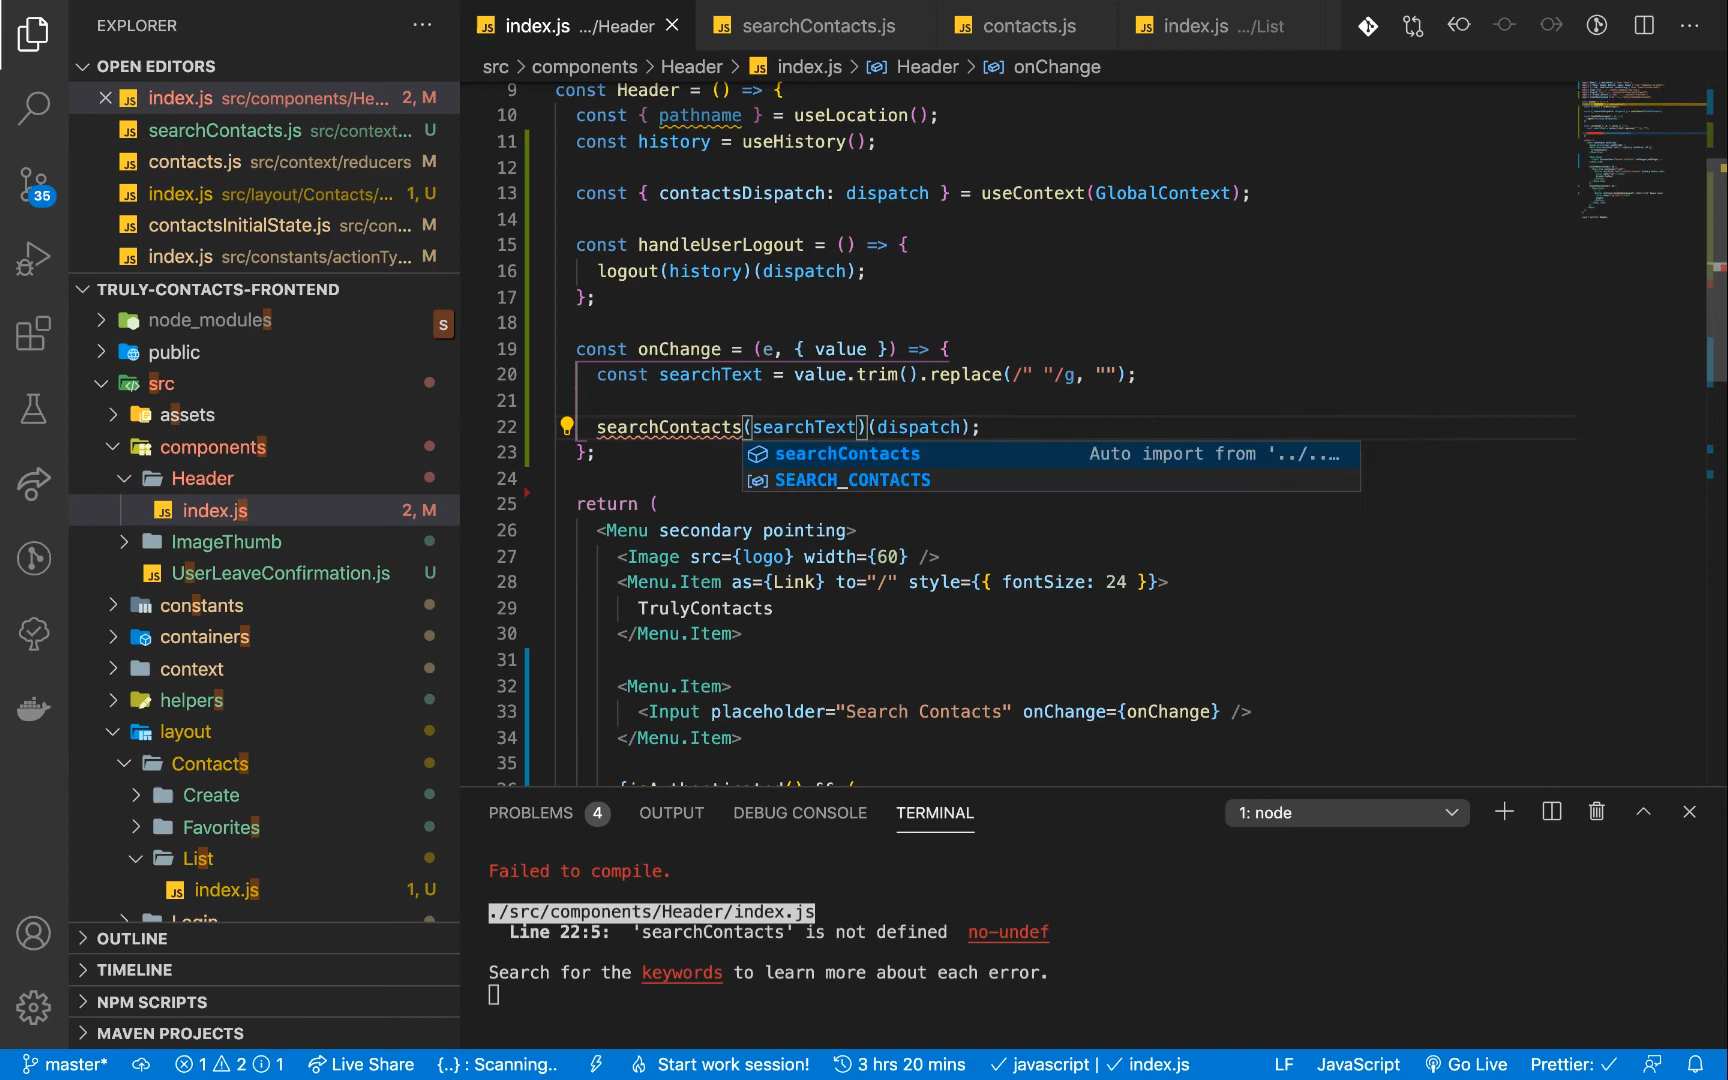 EXPLORER
OPEN EDITORS
index.js src/components/He... 2, M
searchContacts.js src/context... U
contacts.js src/context/reducers M
index.js src/layout/Contacts/... 1, U
contactsInitialState.js src/con... M
index.js src/constants/actionTy... M
TRULY-CONTACTS-FRONTEND
node_modules
s
public
src
assets
components
Header
index.js 2, M
ImageThumb
UserLeaveConfirmation.js U
constants
containers
context
helpers
layout
Contacts
Create
Favorites
List
index.js 1, U
Login
OUTLINE
TIMELINE
NPM SCRIPTS
MAVEN PROJECTS
35
index.js .../Header
searchContacts.js
contacts.js
index.js .../List
src > components > Header > index.js > Header > onChange
9 const Header = () => {
10 const { pathname } = useLocation();
11 const history = useHistory();
12
13 const { contactsDispatch: dispatch } = useContext(GlobalContext);
14
15 const handleUserLogout = () => {
16 logout(history)(dispatch);
17 };
18
19 const onChange = (e, { value }) => {
20 const searchText = value.trim().replace(/" "/g, "");
21
22 searchContacts(searchText)(dispatch);
23 };
searchContacts Auto import from '../..…
SEARCH_CONTACTS
24
25 return (
26 <Menu secondary pointing>
27 <Image src={logo} width={60} />
28 <Menu.Item as={Link} to="/" style={{ fontSize: 24 }}>
29 TrulyContacts
30 </Menu.Item>
31
32 <Menu.Item>
33 <Input placeholder="Search Contacts" onChange={onChange} />
34 </Menu.Item>
35
36 {isAuthenticated() && (
PROBLEMS 4 OUTPUT DEBUG CONSOLE TERMINAL 1: node
Failed to compile.
./src/components/Header/index.js
Line 22:5: 'searchContacts' is not defined no-undef
Search for the keywords to learn more about each error.
master* 1 2 1 Live Share {..} : Scanning.. Start work session! 3 hrs 20 mins javascript | index.js LF JavaScript Go Live Prettier: